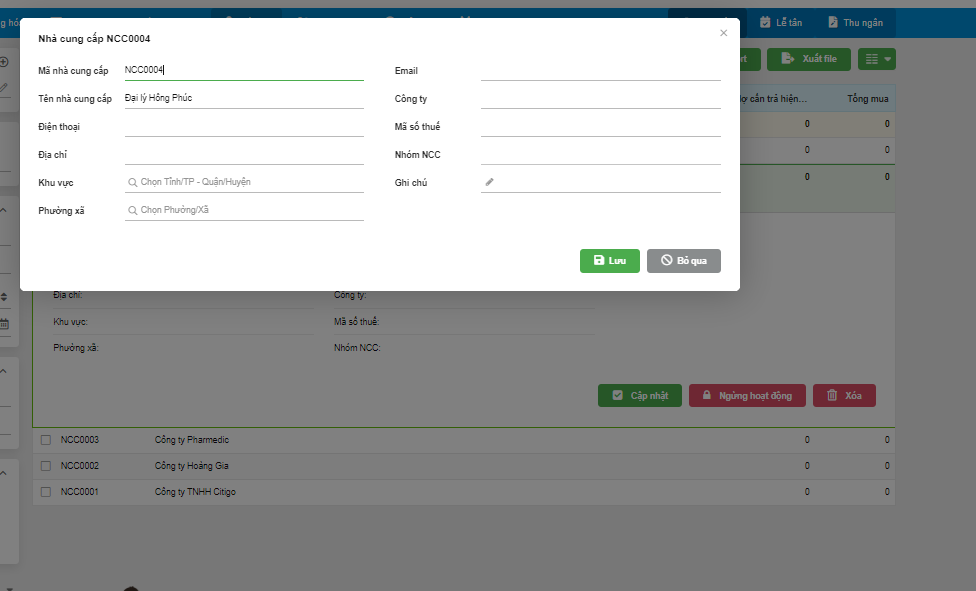 Lễ tân
Thu ngân
Nhà cung cấp NCC0004
×
Mã nhà cung cấp NCC0004
Email
Tên nhà cung cấp Đại lý Hồng Phúc
Công ty
Điện thoại
Mã số thuế
Địa chỉ
Nhóm NCC
Khu vực Chọn Tỉnh/TP - Quận/Huyện
Ghi chú
Phường xã Chọn Phường/Xã
Lưu
Bỏ qua
Xuất file
cần trả hiện...
Tổng mua
0 0
0
0 0
Địa chỉ:
Công ty:
Khu vực:
Mã số thuế:
Phường xã:
Nhóm NCC:
Cập nhật
Ngừng hoạt động
Xóa
NCC0003 Công ty Pharmedic 0 0
NCC0002 Công ty Hoàng Gia 0 0
NCC0001 Công ty TNHH Citigo 0 0